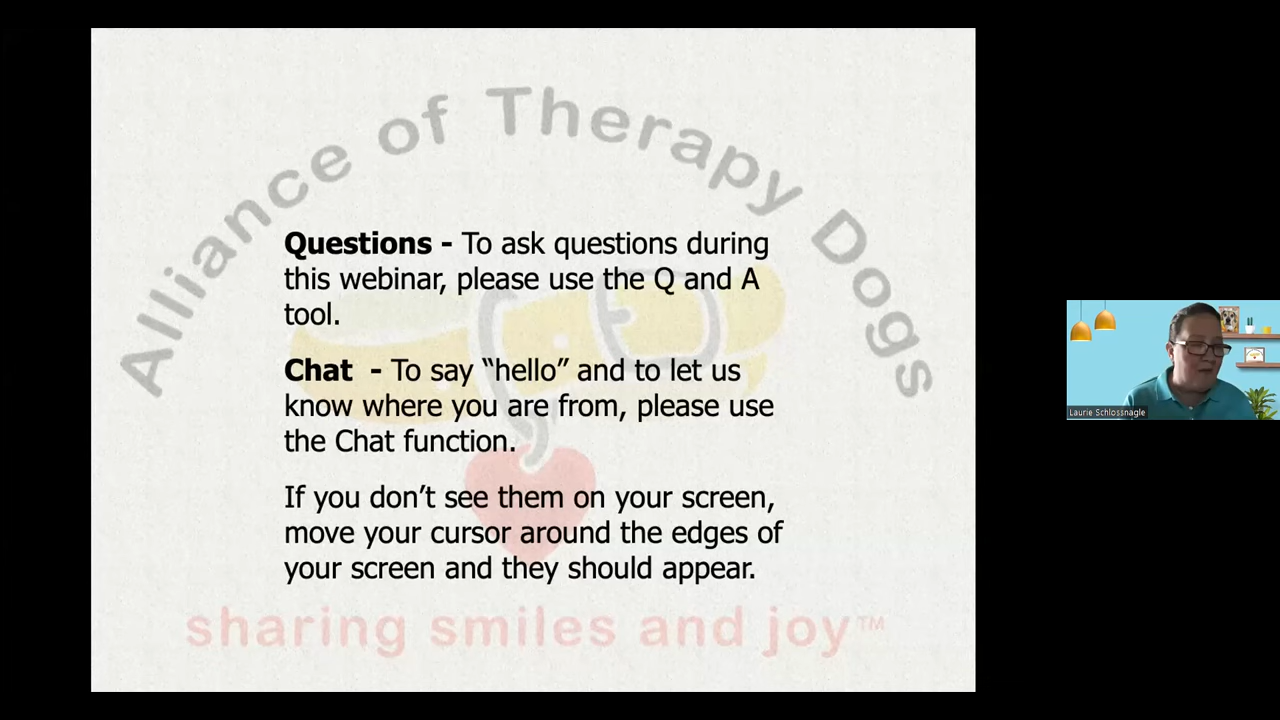 Alliance of Therapy Dogs
Questions - To ask questions during
this webinar, please use the Q and A
tool.
Chat - To say “hello” and to let us
know where you are from, please use
the Chat function.
If you don’t see them on your screen,
move your cursor around the edges of
your screen and they should appear.
sharing smiles and joy™
Laurie Schlossnagle